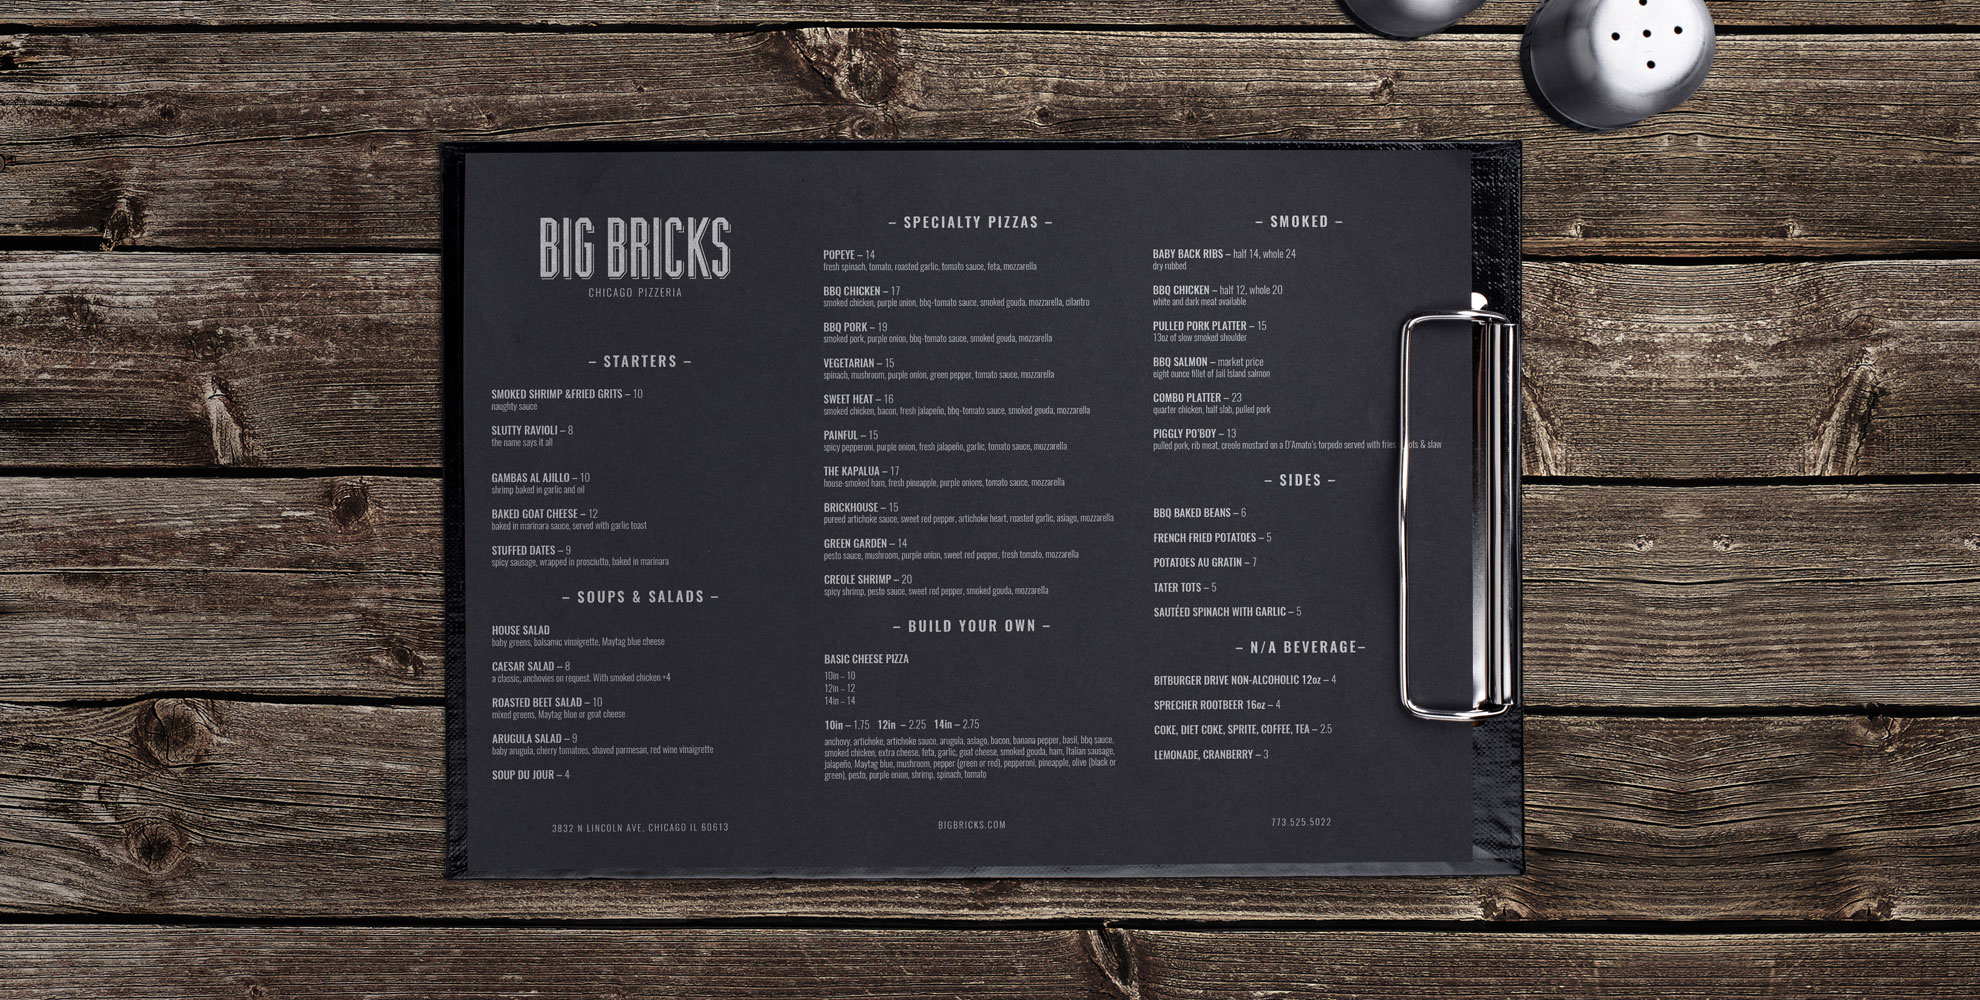 BIG BRICKS
CHICAGO PIZZERIA
– STARTERS –
SMOKED SHRIMP &FRIED GRITS – 10
naughty sauce
SLUTTY RAVIOLI – 8
the name says it all
GAMBAS AL AJILLO – 10
shrimp baked in garlic and oil
BAKED GOAT CHEESE – 12
baked in marinara sauce, served with garlic toast
STUFFED DATES – 9
spicy sausage, wrapped in prosciutto, baked in marinara
– SOUPS & SALADS –
HOUSE SALAD
baby greens, balsamic vinaigrette, Maytag blue cheese
CAESAR SALAD – 8
a classic, anchovies on request. With smoked chicken +4
ROASTED BEET SALAD – 10
mixed greens, Maytag blue or goat cheese
ARUGULA SALAD – 9
baby arugula, cherry tomatoes, shaved parmesan, red wine vinaigrette
SOUP DU JOUR – 4
3832 N LINCOLN AVE, CHICAGO IL 60613
– SPECIALTY PIZZAS –
POPEYE – 14
fresh spinach, tomato, roasted garlic, tomato sauce, feta, mozzarella
BBQ CHICKEN – 17
smoked chicken, purple onion, bbq-tomato sauce, smoked gouda, mozzarella, cilantro
BBQ PORK – 19
smoked pork, purple onion, bbq-tomato sauce, smoked gouda, mozzarella
VEGETARIAN – 15
spinach, mushroom, purple onion, green pepper, tomato sauce, mozzarella
SWEET HEAT – 16
smoked chicken, bacon, fresh jalapeño, bbq-tomato sauce, smoked gouda, mozzarella
PAINFUL – 15
spicy pepperoni, purple onion, fresh jalapeño, garlic, tomato sauce, mozzarella
THE KAPALUA – 17
house-smoked ham, fresh pineapple, purple onions, tomato sauce, mozzarella
BRICKHOUSE – 15
pureed artichoke sauce, sweet red pepper, artichoke heart, roasted garlic, asiago, mozzarella
GREEN GARDEN – 14
pesto sauce, mushroom, purple onion, sweet red pepper, fresh tomato, mozzarella
CREOLE SHRIMP – 20
spicy shrimp, pesto sauce, sweet red pepper, smoked gouda, mozzarella
– BUILD YOUR OWN –
BASIC CHEESE PIZZA
10in – 10
12in – 12
14in – 14
10in – 1.75 12in – 2.25 14in – 2.75
anchovy, artichoke, artichoke sauce, arugula, asiago, bacon, banana pepper, basil, bbq sauce,
smoked chicken, extra cheese, feta, garlic, goat cheese, smoked gouda, ham, Italian sausage,
jalapeño, Maytag blue, mushroom, pepper (green or red), pepperoni, pineapple, olive (black or
green), pesto, purple onion, shrimp, spinach, tomato
BIGBRICKS.COM
– SMOKED –
BABY BACK RIBS – half 14, whole 24
dry rubbed
BBQ CHICKEN – half 12, whole 20
white and dark meat available
PULLED PORK PLATTER – 15
13oz of slow smoked shoulder
BBQ SALMON – market price
eight ounce fillet of Jail Island salmon
COMBO PLATTER – 23
quarter chicken, half slab, pulled pork
PIGGLY PO'BOY – 13
pulled pork, rib meat, creole mustard on a D'Amato's torpedo served with fries ots & slaw
– SIDES –
BBQ BAKED BEANS – 6
FRENCH FRIED POTATOES – 5
POTATOES AU GRATIN – 7
TATER TOTS – 5
SAUTÉED SPINACH WITH GARLIC – 5
– N/A BEVERAGE–
BITBURGER DRIVE NON-ALCOHOLIC 12oz – 4
SPRECHER ROOTBEER 16oz – 4
COKE, DIET COKE, SPRITE, COFFEE, TEA – 2.5
LEMONADE, CRANBERRY – 3
773.525.5022